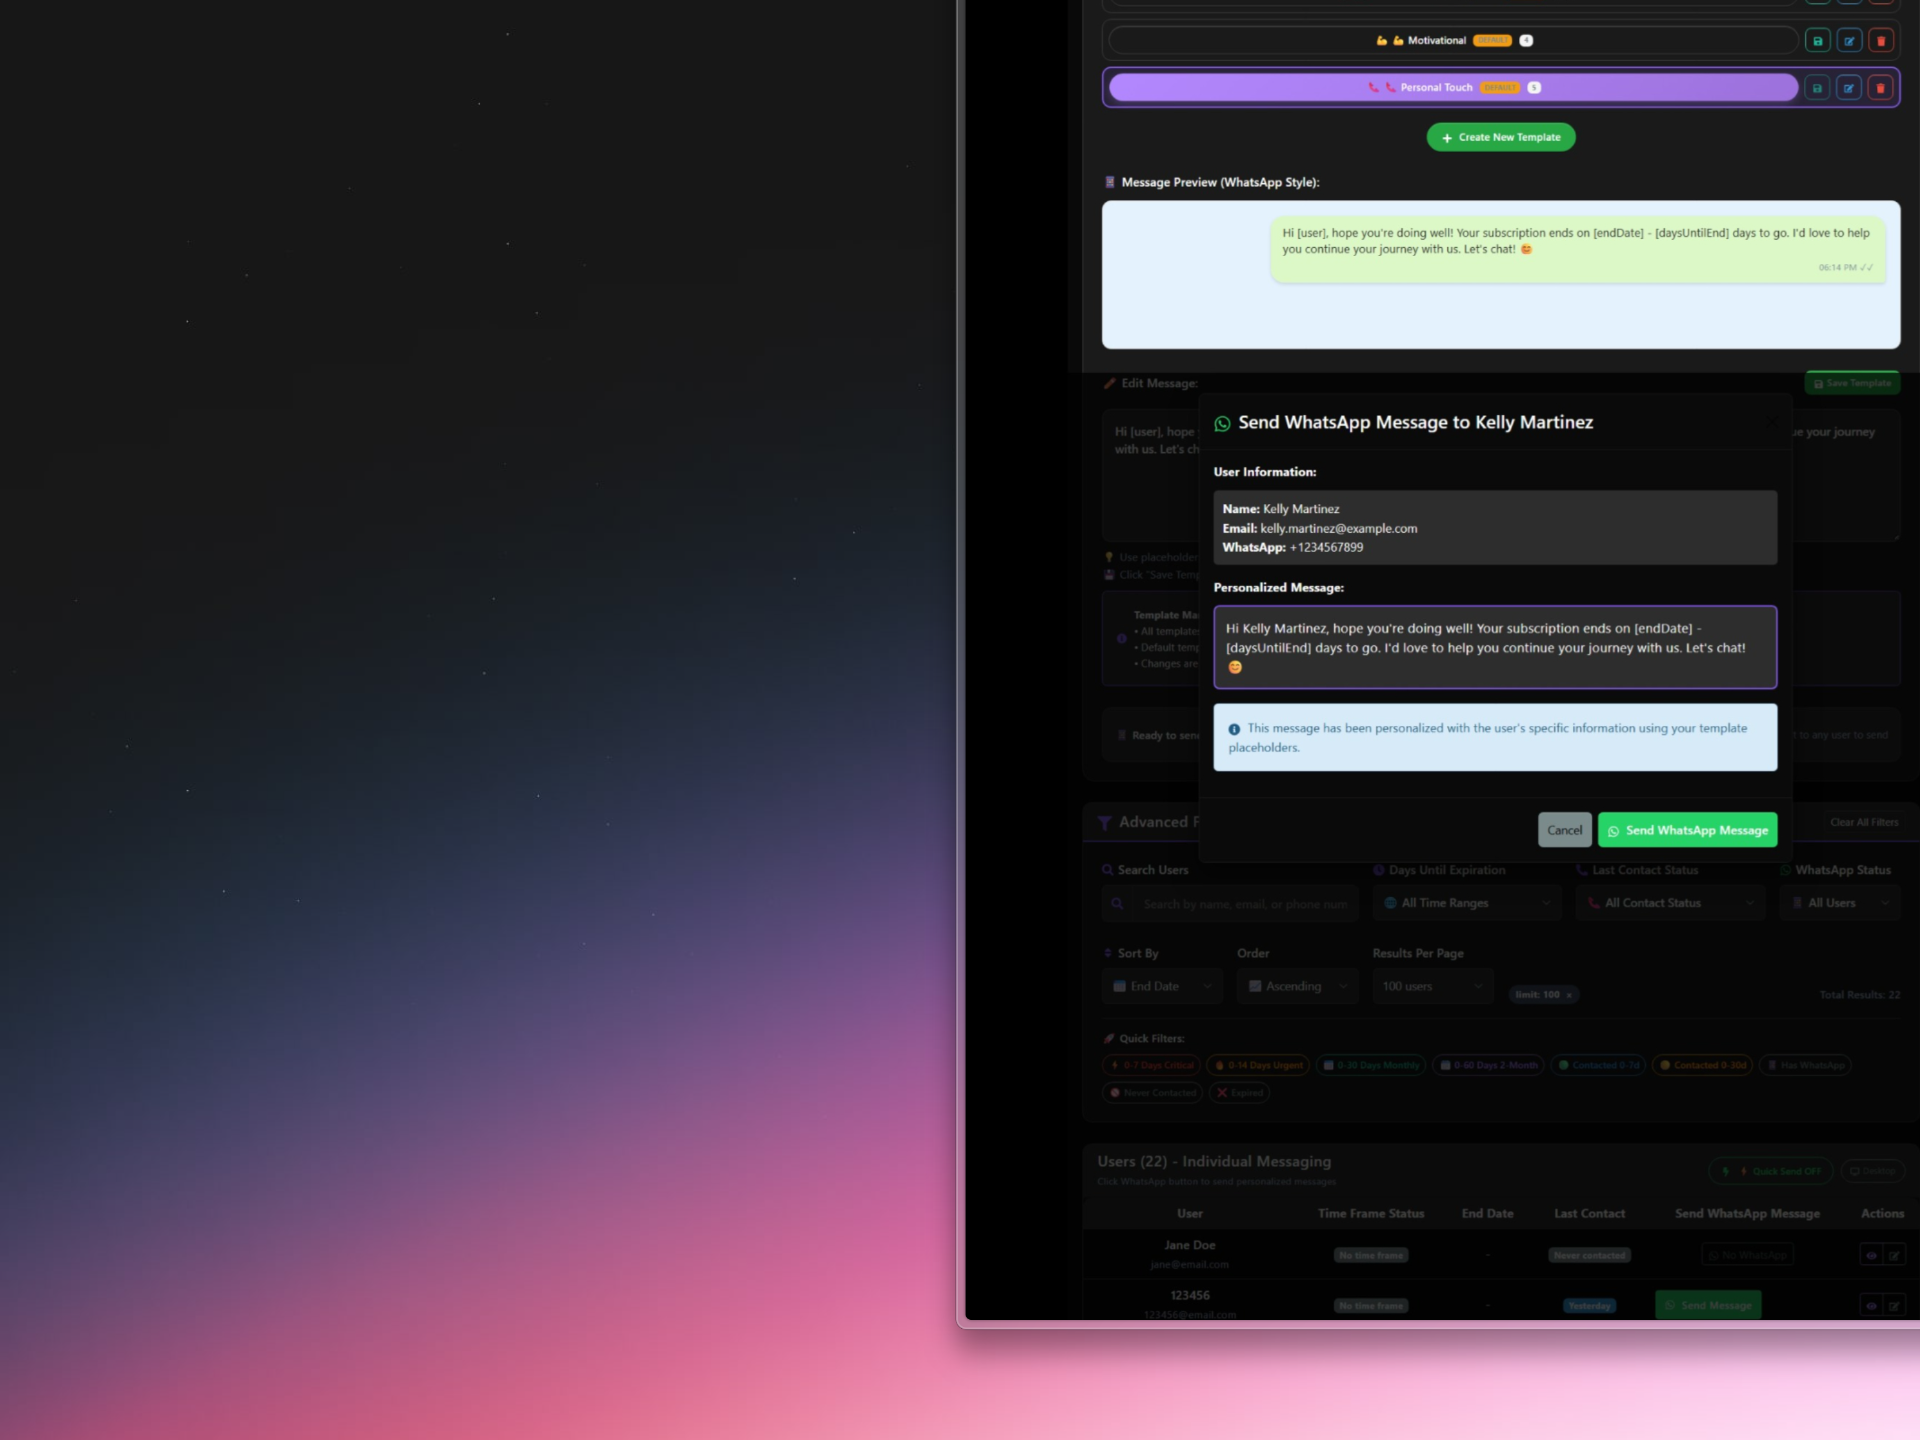 💪 💪 Motivational DEFAULT 4
📞 📞 Personal Touch DEFAULT 5
+ Create New Template
Message Preview (WhatsApp Style):
Hi [user], hope you're doing well! Your subscription ends on [endDate] - [daysUntilEnd] days to go. I'd love to help
you continue your journey with us. Let's chat! 😊
06:14 PM ✓✓
Edit Message:
Save Template
Hi [user], hope
ue your journey
with us. Let's ch
Send WhatsApp Message to Kelly Martinez
User Information:
Name: Kelly Martinez
Email: kelly.martinez@example.com
WhatsApp: +1234567899
Personalized Message:
Hi Kelly Martinez, hope you're doing well! Your subscription ends on [endDate] -
[daysUntilEnd] days to go. I'd love to help you continue your journey with us. Let's chat!
😊
This message has been personalized with the user's specific information using your template
placeholders.
Cancel
Send WhatsApp Message
Use placeholder
Click "Save Temp
Template Ma
• All template
• Default temp
• Changes are
Ready to sen
to any user to send
Advanced F
Clear All Filters
Search Users
Days Until Expiration
Last Contact Status
WhatsApp Status
Search by name, email, or phone num
All Time Ranges
All Contact Status
All Users
Sort By
Order
Results Per Page
End Date
Ascending
100 users
limit: 100 ×
Total Results: 22
Quick Filters:
0-7 Days Critical
0-14 Days Urgent
0-30 Days Monthly
0-60 Days 2-Month
Contacted 0-7d
Contacted 0-30d
Has WhatsApp
Never Contacted
Expired
Users (22) - Individual Messaging
Quick Send OFF
Desktop
Click WhatsApp button to send personalized messages
User
Time Frame Status
End Date
Last Contact
Send WhatsApp Message
Actions
Jane Doe
jane@email.com
No time frame
-
Never contacted
No WhatsApp
123456
123456@email.com
No time frame
-
Yesterday
Send Message